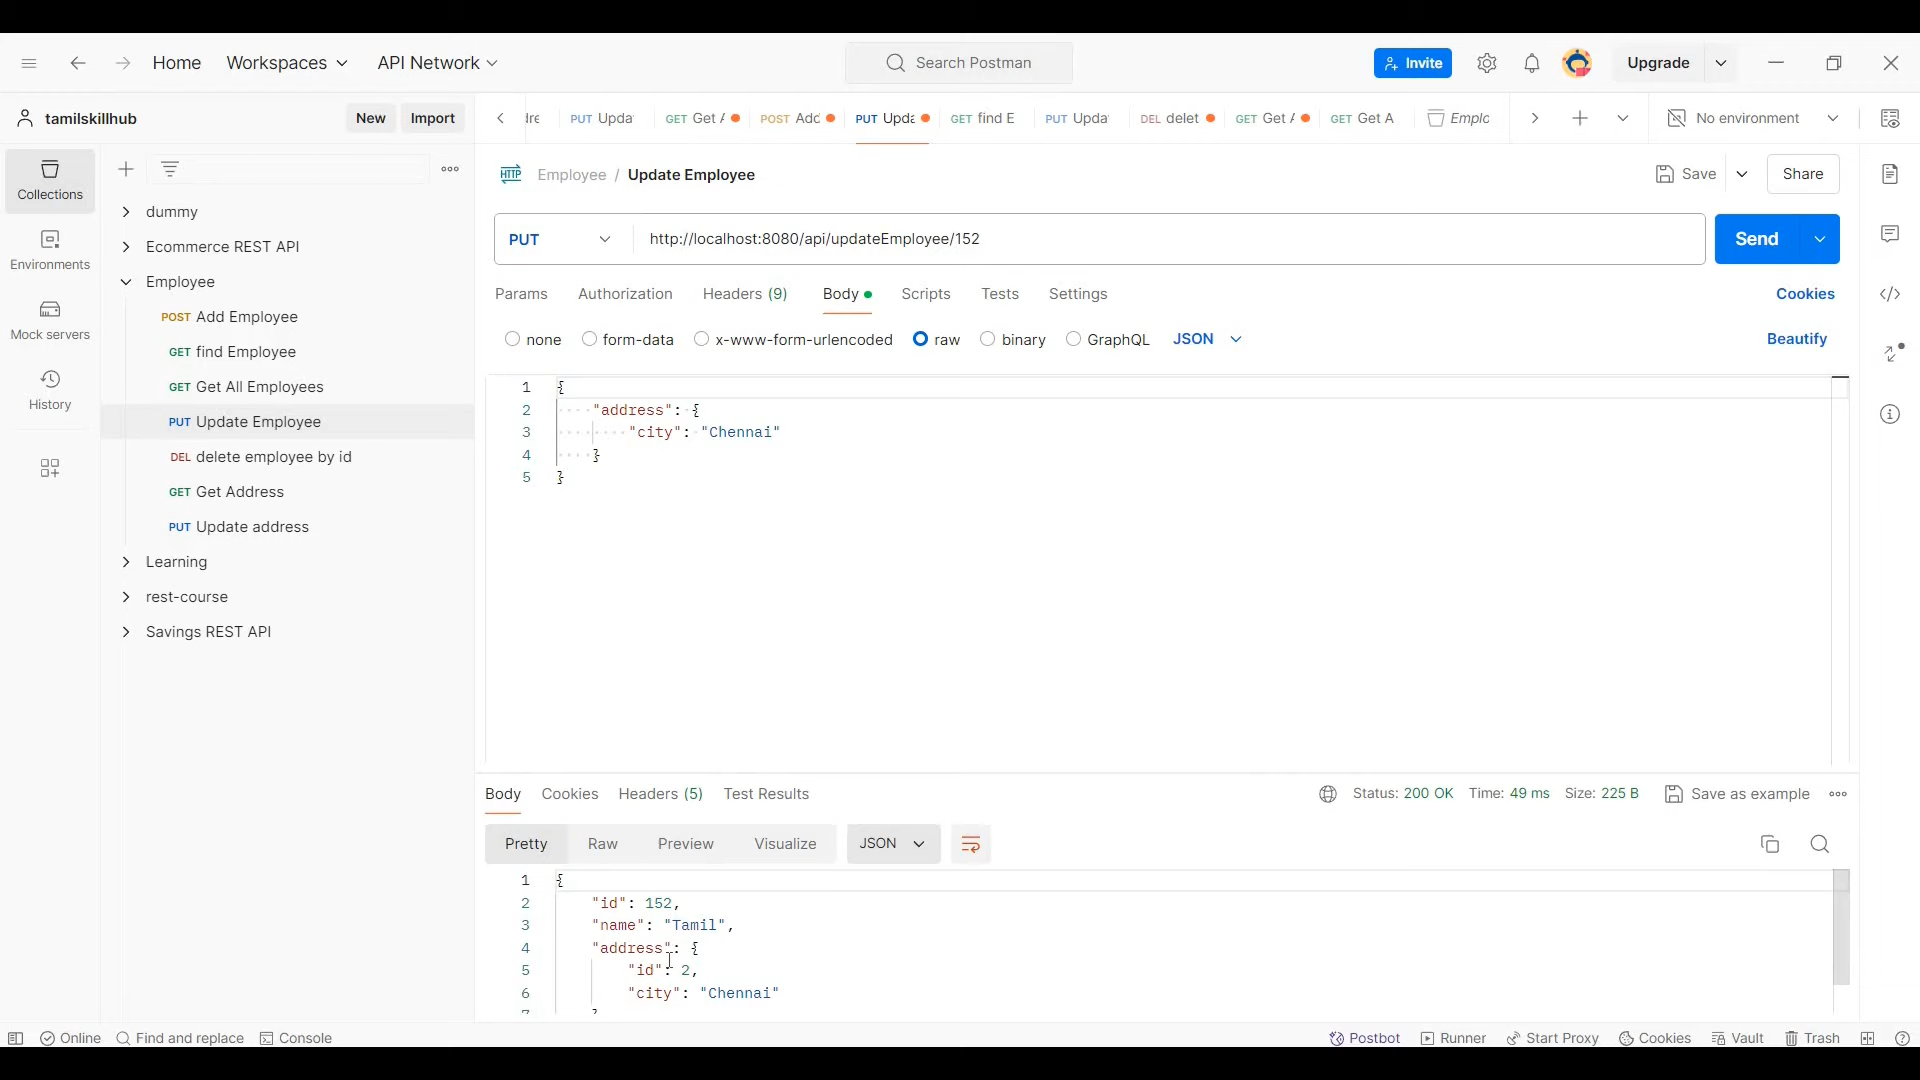 Home Workspaces API Network Search Postman Invite Upgrade
tamilskillhub New Import
PUT Upda GET Get A POST Add PUT Upda GET find E PUT Upda DEL delet GET Get A GET Get A Emplo No environment
Collections
Environments
Mock servers
History
dummy
Ecommerce REST API
Employee
POST Add Employee
GET find Employee
GET Get All Employees
PUT Update Employee
DEL delete employee by id
GET Get Address
PUT Update address
Learning
rest-course
Savings REST API
HTTP Employee / Update Employee Save Share
PUT http://localhost:8080/api/updateEmployee/152 Send
Params Authorization Headers (9) Body Scripts Tests Settings Cookies
none form-data x-www-form-urlencoded raw binary GraphQL JSON Beautify
1 {
2 "address": {
3 "city": "Chennai"
4 }
5 }
Body Cookies Headers (5) Test Results Status: 200 OK Time: 49 ms Size: 225 B Save as example
Pretty Raw Preview Visualize JSON
1 {
2 "id": 152,
3 "name": "Tamil",
4 "address": {
5 "id": 2,
6 "city": "Chennai"
Online Find and replace Console Postbot Runner Start Proxy Cookies Vault Trash